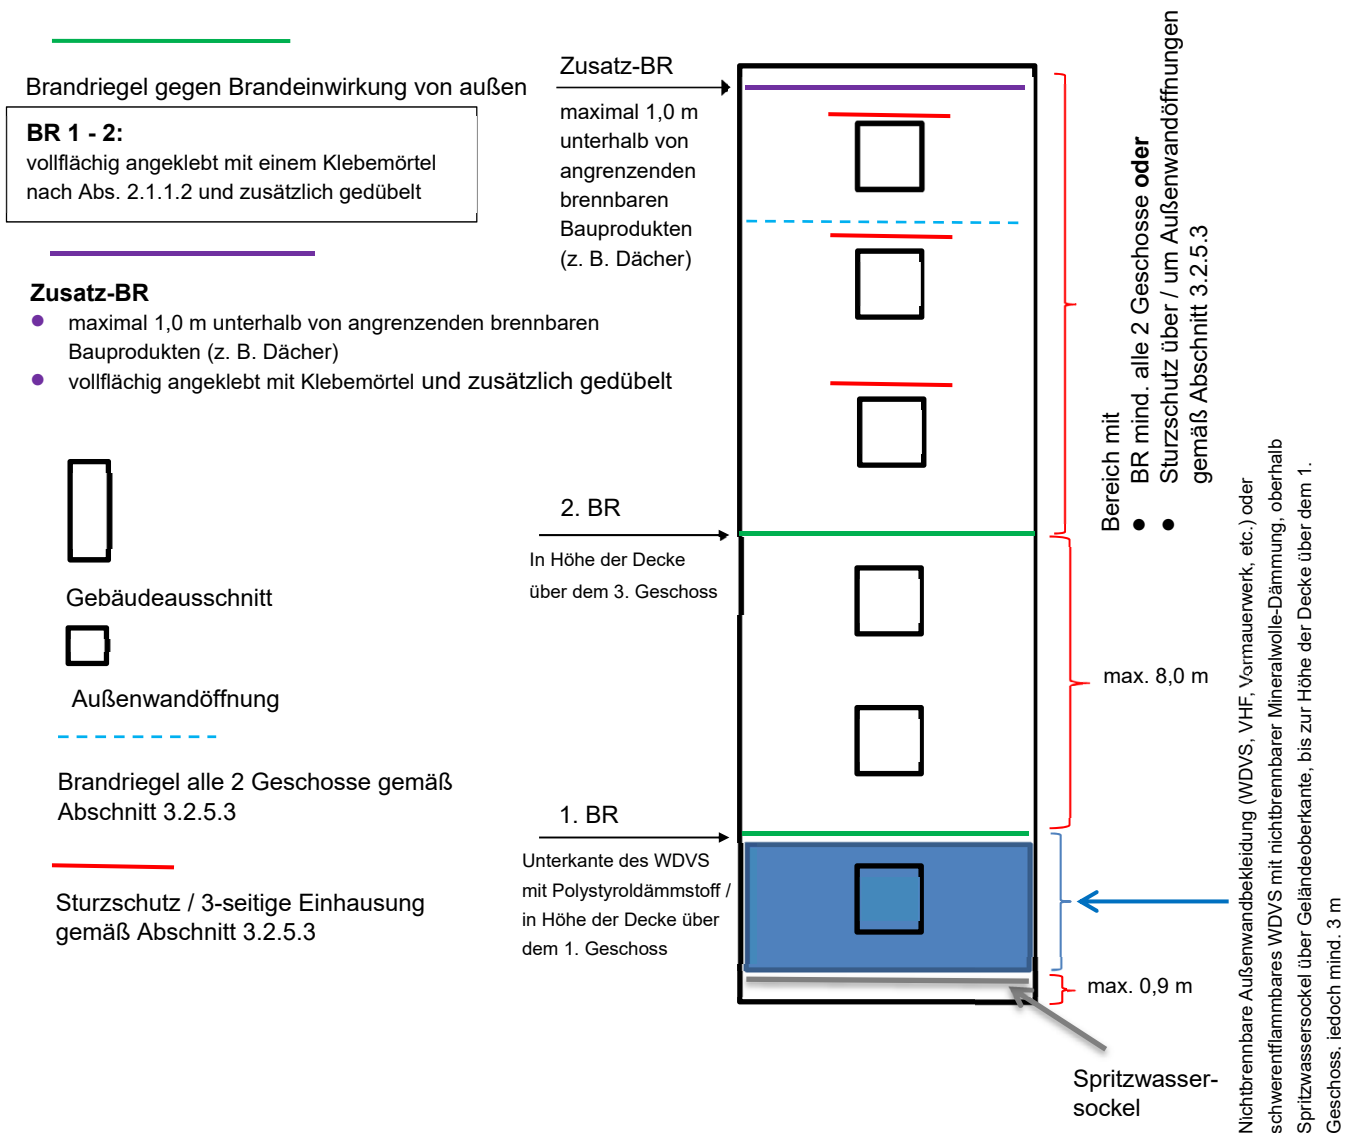 Brandriegel gegen Brandeinwirkung von außen
BR 1 - 2:
vollflächig angeklebt mit einem Klebemörtel
nach Abs. 2.1.1.2 und zusätzlich gedübelt
Zusatz-BR
● maximal 1,0 m unterhalb von angrenzenden brennbaren
Bauprodukten (z. B. Dächer)
● vollflächig angeklebt mit Klebemörtel und zusätzlich gedübelt
Gebäudeausschnitt
Außenwandöffnung
Brandriegel alle 2 Geschosse gemäß
Abschnitt 3.2.5.3
Sturzschutz / 3-seitige Einhausung
gemäß Abschnitt 3.2.5.3
Zusatz-BR
maximal 1,0 m
unterhalb von
angrenzenden
brennbaren
Bauprodukten
(z. B. Dächer)
2. BR
In Höhe der Decke
über dem 3. Geschoss
1. BR
Unterkante des WDVS
mit Polystyroldämmstoff /
in Höhe der Decke über
dem 1. Geschoss
Bereich mit
● BR mind. alle 2 Geschosse oder
● Sturzschutz über / um Außenwandöffnungen
gemäß Abschnitt 3.2.5.3
max. 8,0 m
max. 0,9 m
Spritzwasser-
sockel
Nichtbrennbare Außenwandbekleidung (WDVS, VHF, Vormauerwerk, etc.) oder
schwerentflammbares WDVS mit nichtbrennbarer Mineralwolle-Dämmung, oberhalb
Spritzwassersockel über Geländeoberkante, bis zur Höhe der Decke über dem 1.
Geschoss, jedoch mind. 3 m